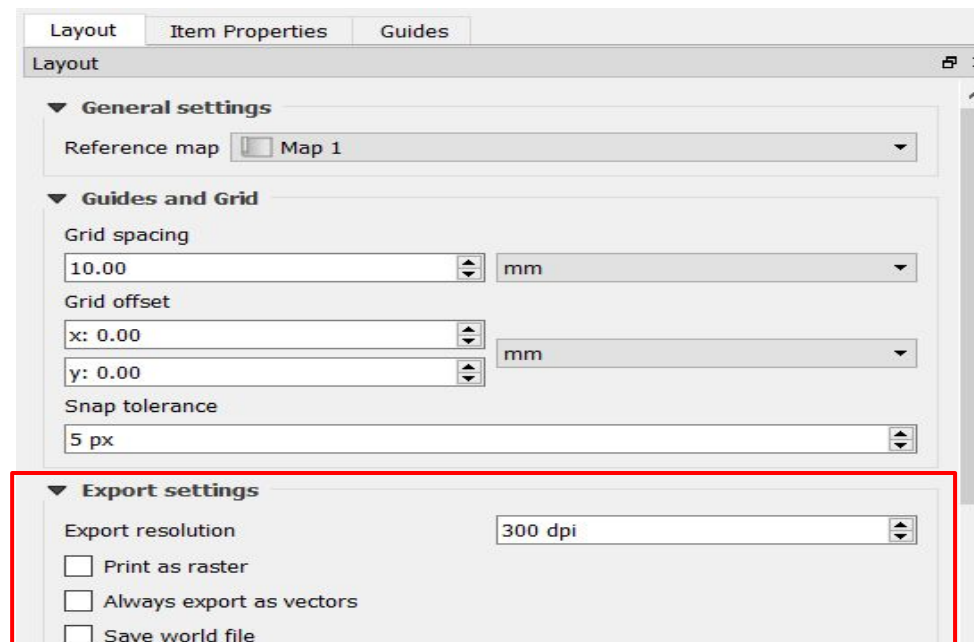 Layout Item Properties Guides
Layout
General settings
Reference map Map 1
Guides and Grid
Grid spacing
10.00 mm
Grid offset
x: 0.00
mm
y: 0.00
Snap tolerance
5 px
Export settings
Export resolution 300 dpi
Print as raster
Always export as vectors
Save world file